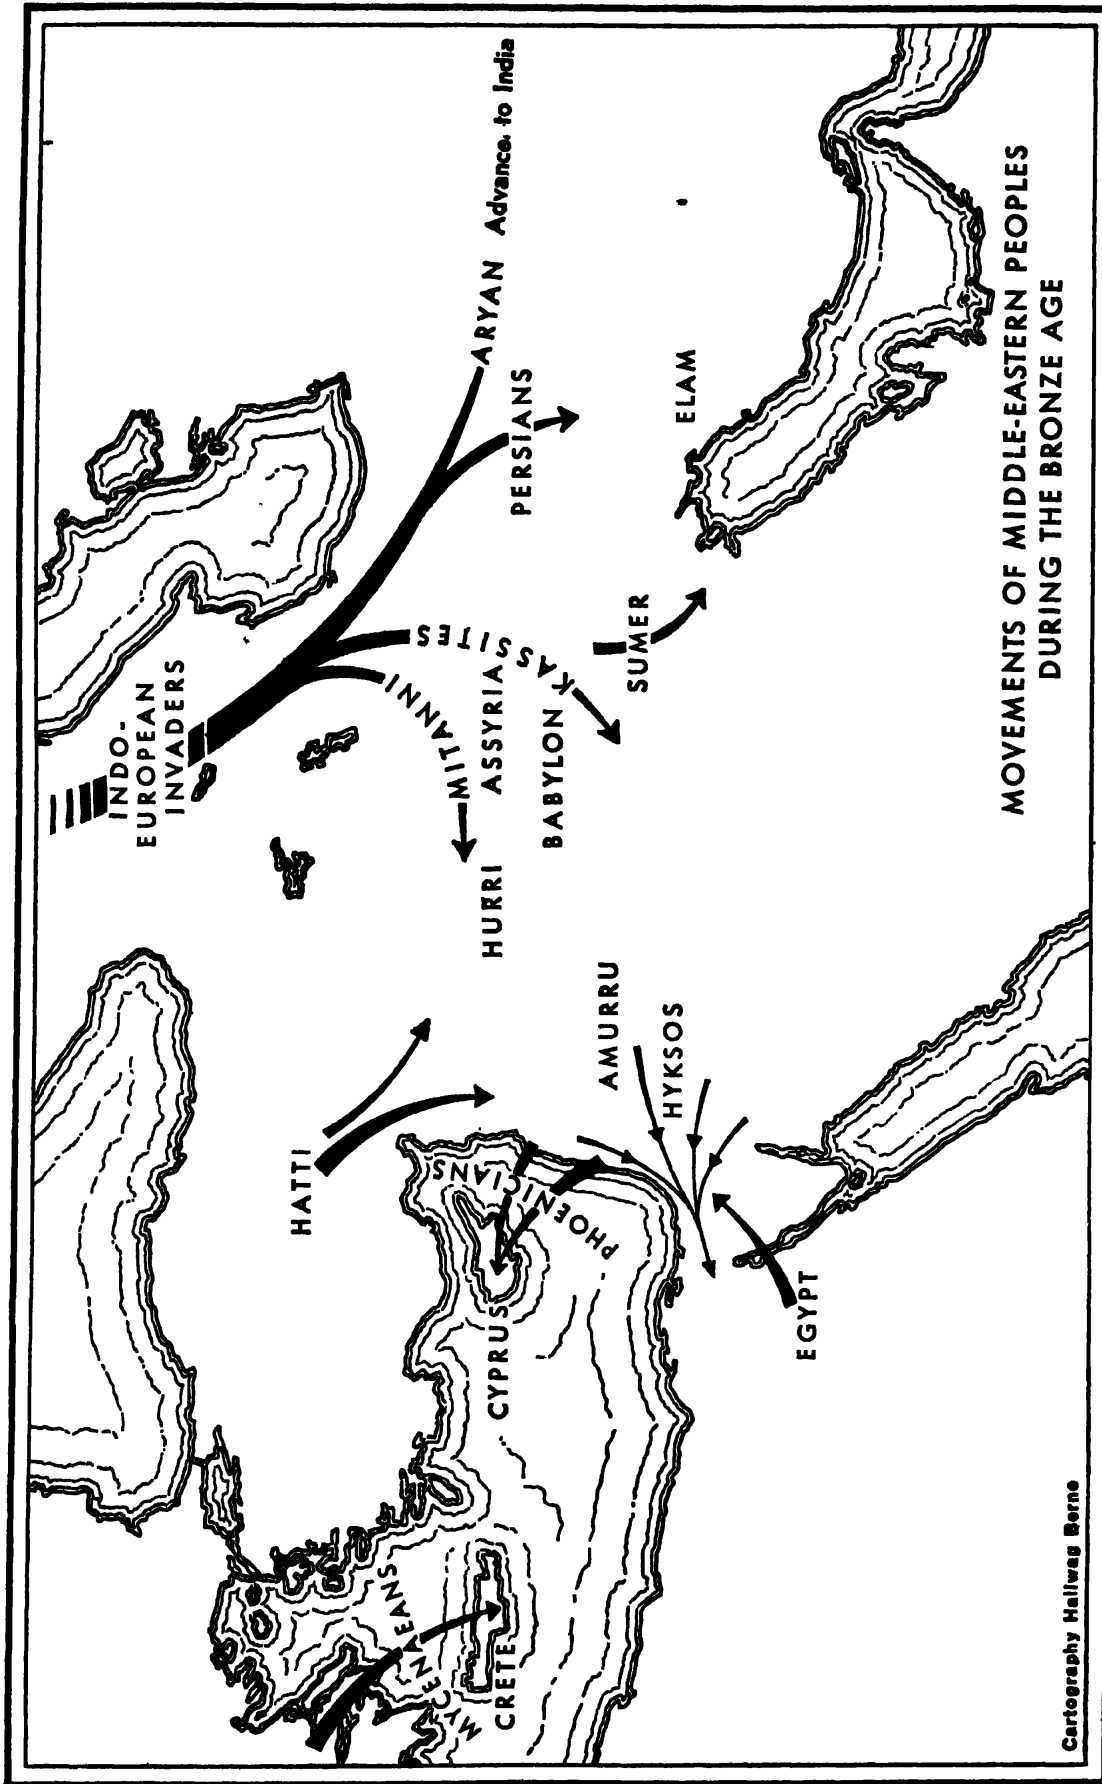 INDO-
EUROPEAN
INVADERS
ARYAN Advance to India
PERSIANS
MITANNI
KASSITES
ASSYRIA
HURRI
BABYLON
SUMER
ELAM
HATTI
AMURRU
HYKSOS
PHOENICIANS
CYPRUS
EGYPT
MYCENAEANS
CRETE
MOVEMENTS OF MIDDLE-EASTERN PEOPLES
DURING THE BRONZE AGE
Cartography Hallwag Berne